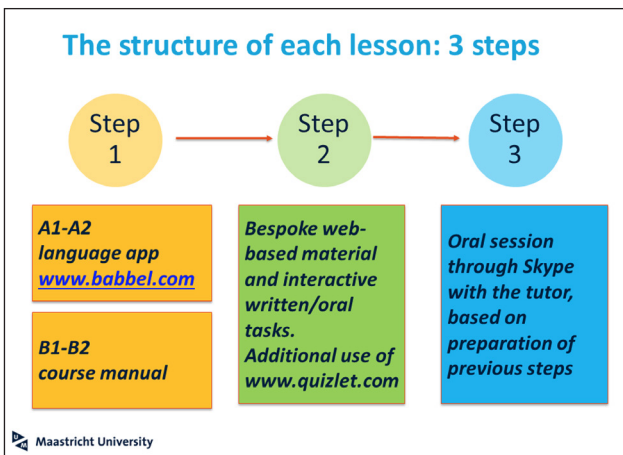 The structure of each lesson: 3 steps
Step
1
Step
2
Step
3
A1-A2
language app
www.babbel.com
B1-B2
course manual
Bespoke web-
based material
and interactive
written/oral
tasks.
Additional use of
www.quizlet.com
Oral session
through Skype
with the tutor,
based on
preparation of
previous steps
UM
Maastricht University